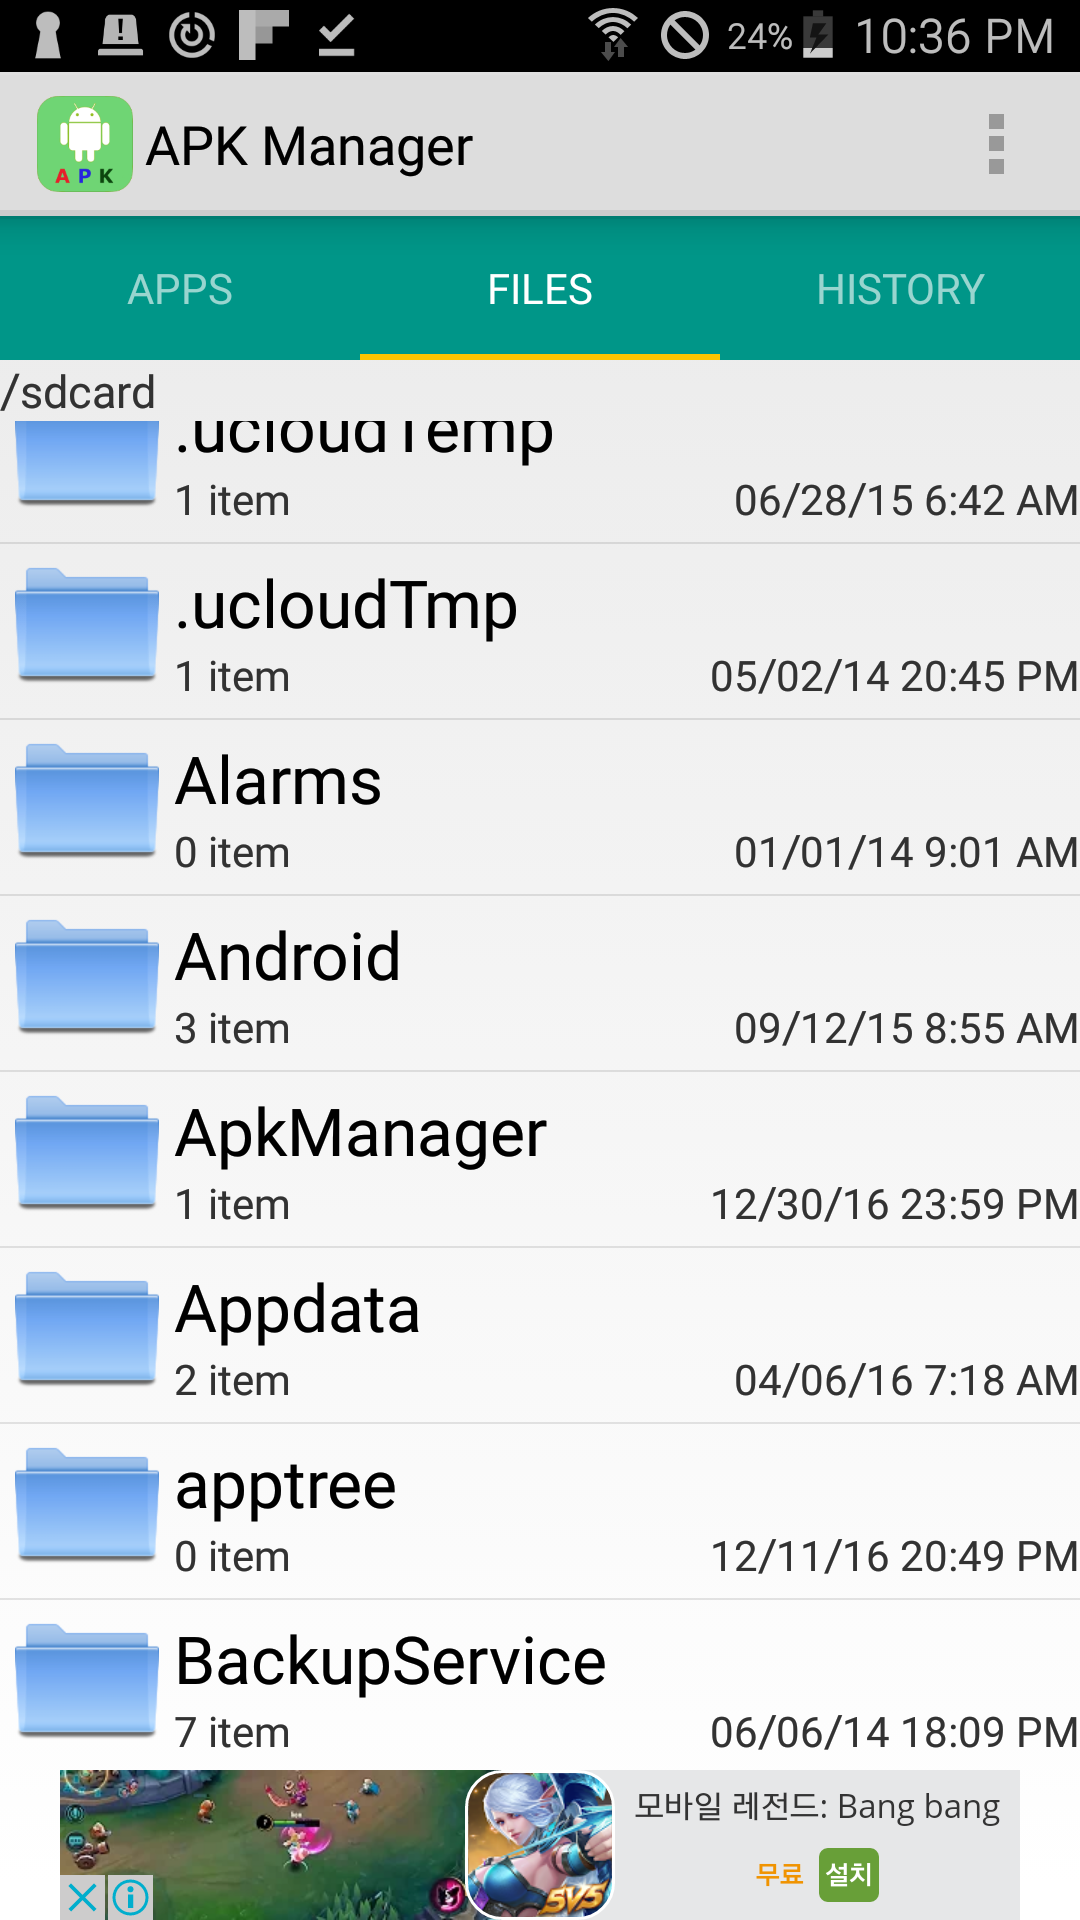 24% 10:36 PM
APK
APK Manager
APPS FILES HISTORY
/sdcard
.ucloudTemp
1 item 06/28/15 6:42 AM
.ucloudTmp
1 item 05/02/14 20:45 PM
Alarms
0 item 01/01/14 9:01 AM
Android
3 item 09/12/15 8:55 AM
ApkManager
1 item 12/30/16 23:59 PM
Appdata
2 item 04/06/16 7:18 AM
apptree
0 item 12/11/16 20:49 PM
BackupService
7 item 06/06/14 18:09 PM
모바일 레전드: Bang bang
무료 설치
5V5